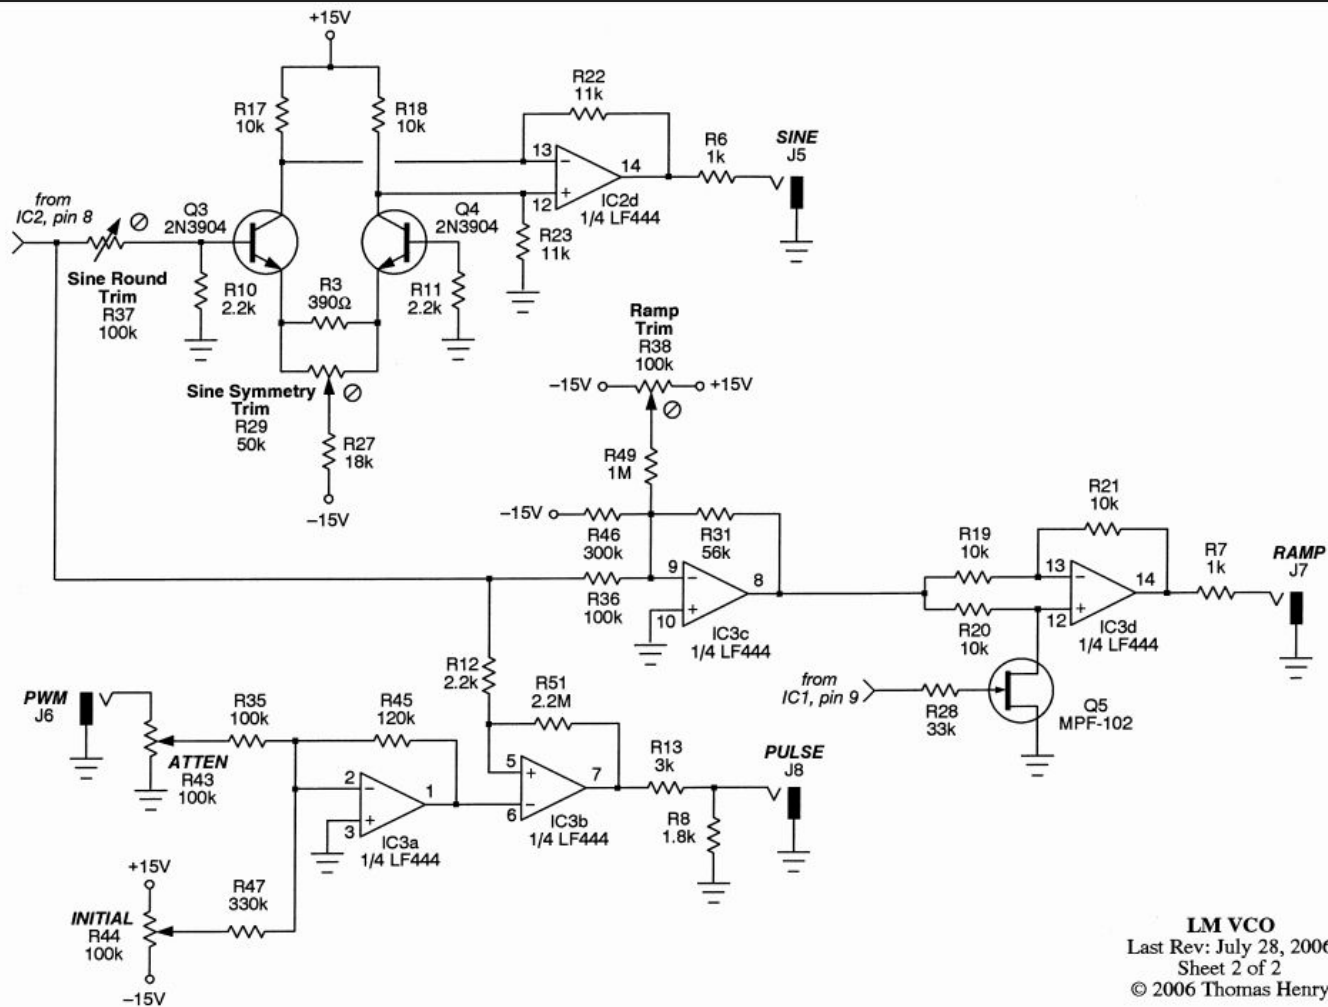 +15V
R17
10k
R18
10k
R22
11k
R6
1k
SINE
J5
13
14
12
IC2d
1/4 LF444
R23
11k
from
IC2, pin 8
Q3
2N3904
Q4
2N3904
Sine Round
Trim
R37
100k
R10
2.2k
R3
390Ω
R11
2.2k
Sine Symmetry
Trim
R29
50k
R27
18k
–15V
Ramp
Trim
R38
100k
–15V
+15V
R49
1M
–15V
R46
300k
R31
56k
R36
100k
9
8
10
IC3c
1/4 LF444
R19
10k
R20
10k
R21
10k
13
14
12
IC3d
1/4 LF444
R7
1k
RAMP
J7
from
IC1, pin 9
R28
33k
Q5
MPF-102
R12
2.2k
R51
2.2M
PWM
J6
ATTEN
R43
100k
R35
100k
R45
120k
2
1
3
IC3a
1/4 LF444
5
7
6
IC3b
1/4 LF444
R13
3k
R8
1.8k
PULSE
J8
+15V
INITIAL
R44
100k
–15V
R47
330k
LM VCO
Last Rev: July 28, 2006
Sheet 2 of 2
© 2006 Thomas Henry